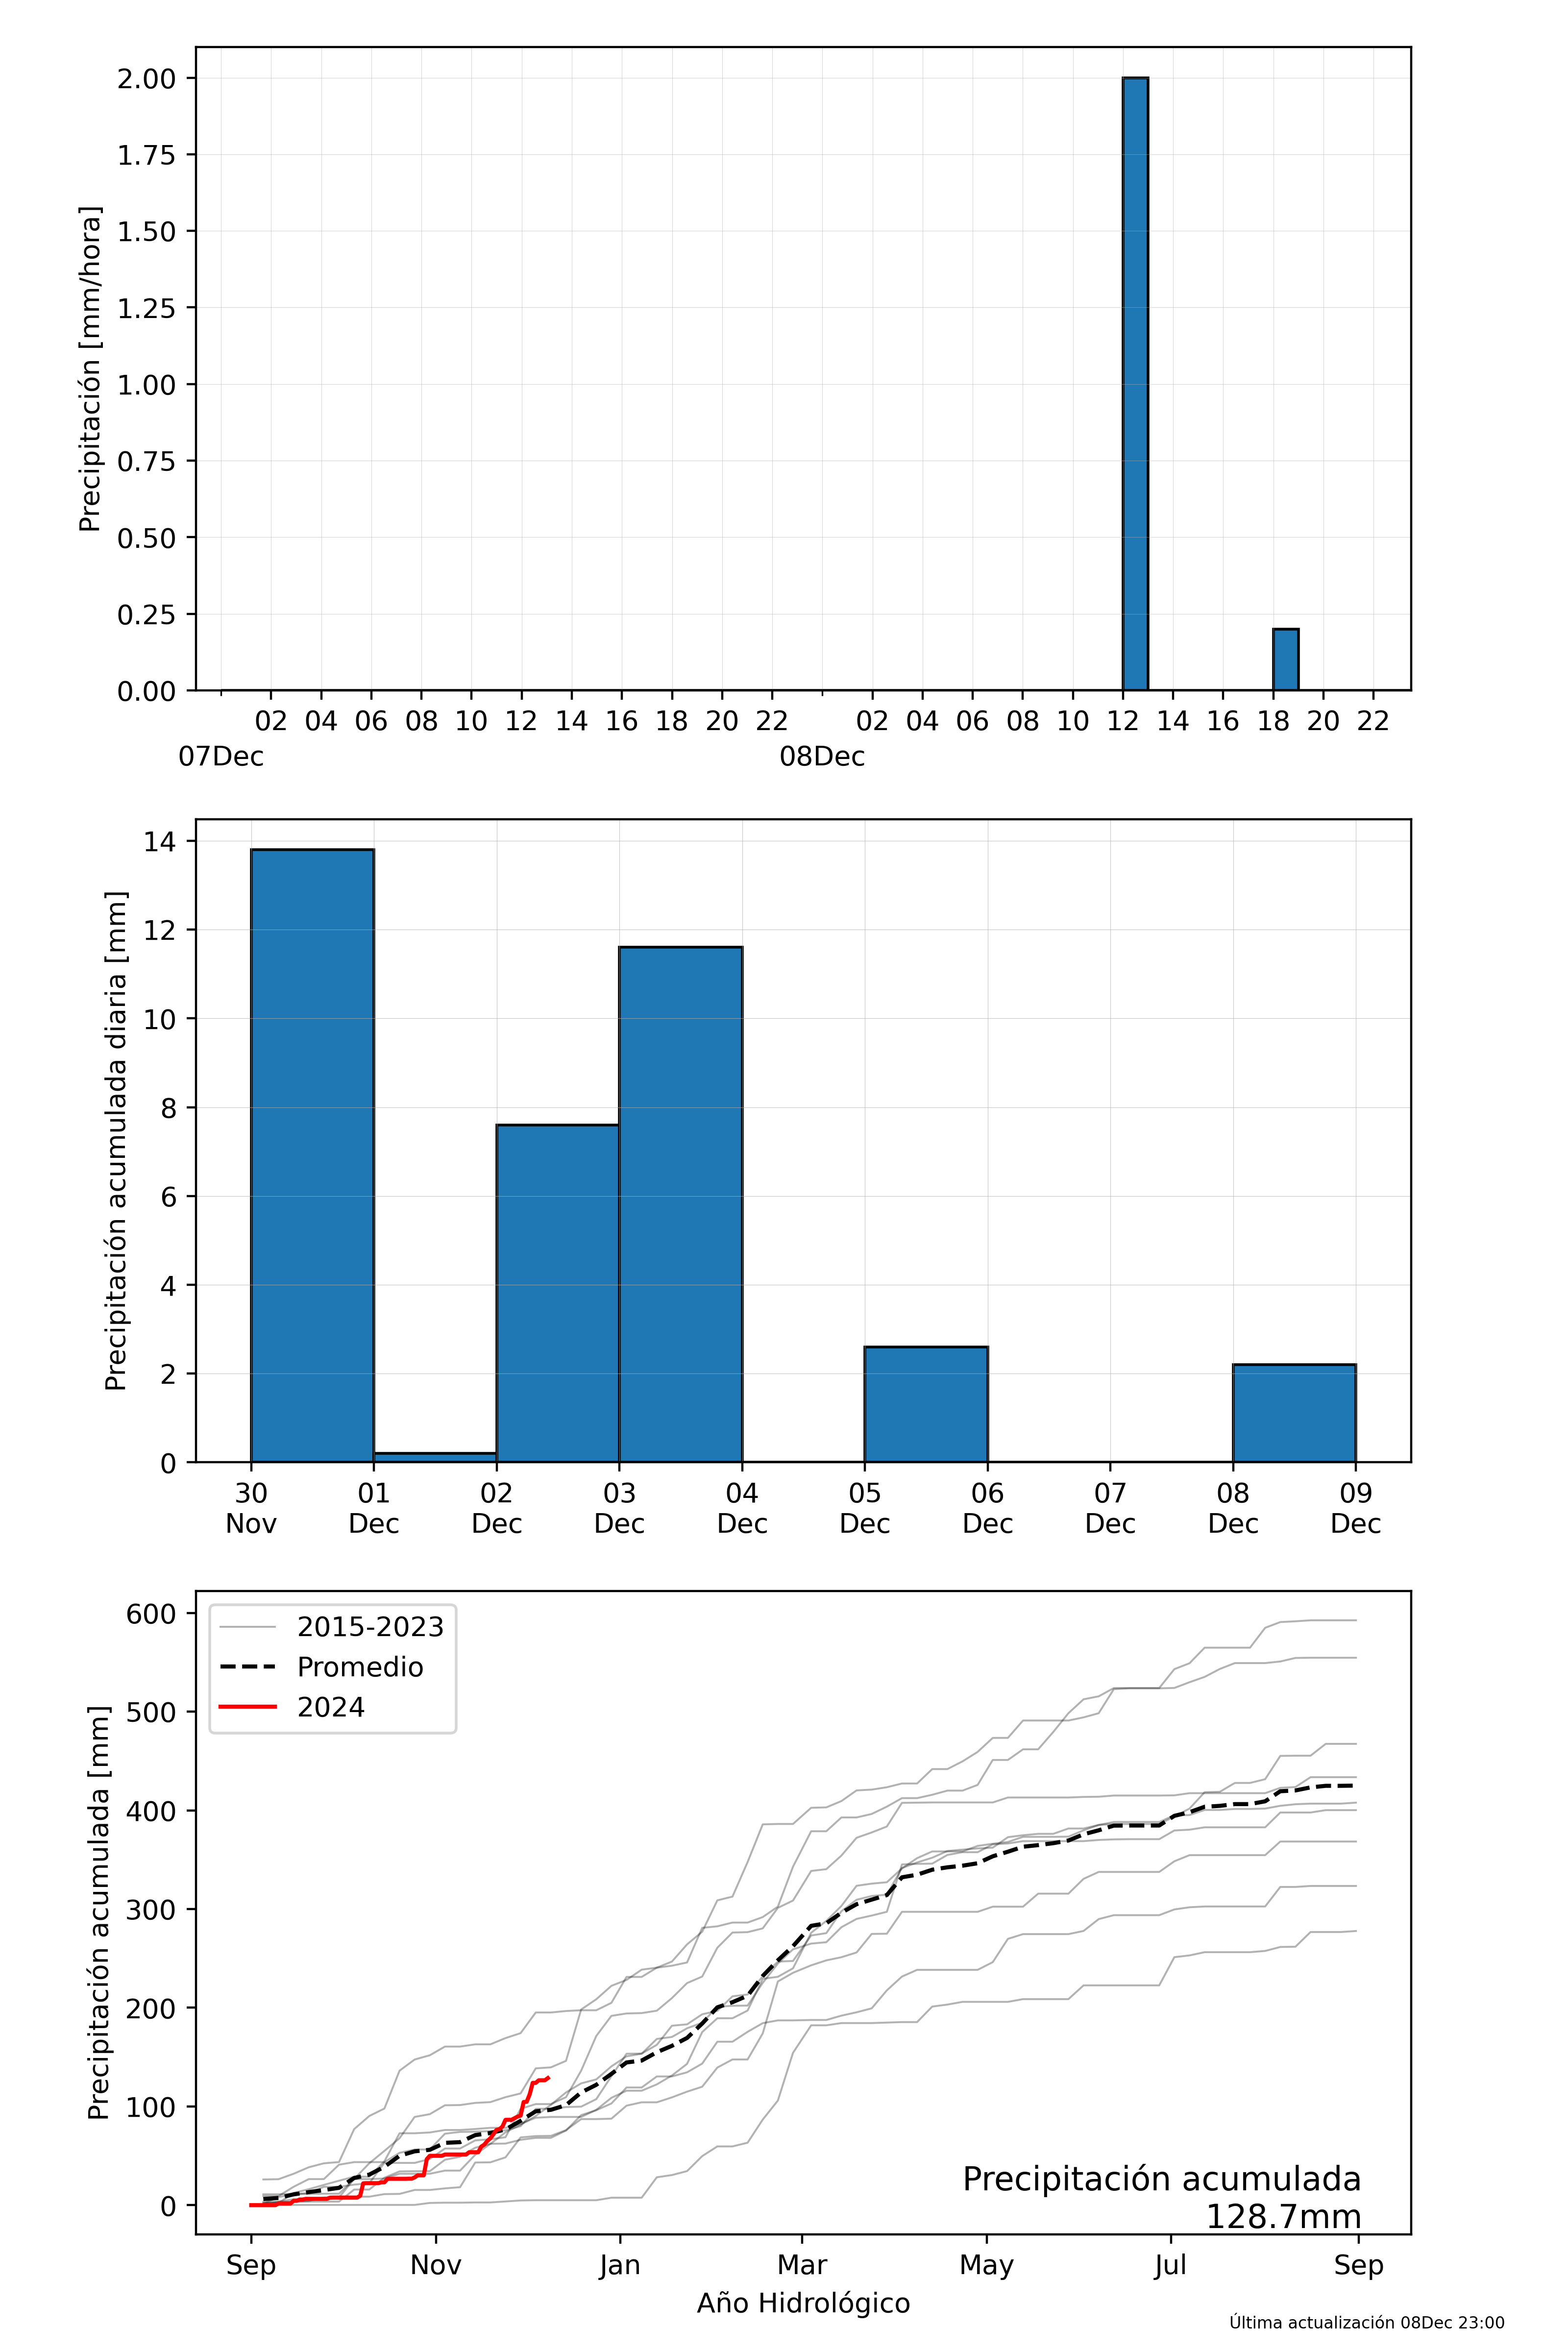 Precipitación [mm/hora]
2.00
1.75
1.50
1.25
1.00
0.75
0.50
0.25
0.00
02 04 06 08 10 12 14 16 18 20 22 02 04 06 08 10 12 14 16 18 20 22
07Dec 08Dec
Precipitación acumulada diaria [mm]
14
12
10
8
6
4
2
0
30 01 02 03 04 05 06 07 08 09
Nov Dec Dec Dec Dec Dec Dec Dec Dec Dec
Precipitación acumulada [mm]
600
500
400
300
200
100
0
2015-2023
Promedio
2024
Precipitación acumulada
128.7mm
Sep Nov Jan Mar May Jul Sep
Año Hidrológico
Última actualización 08Dec 23:00